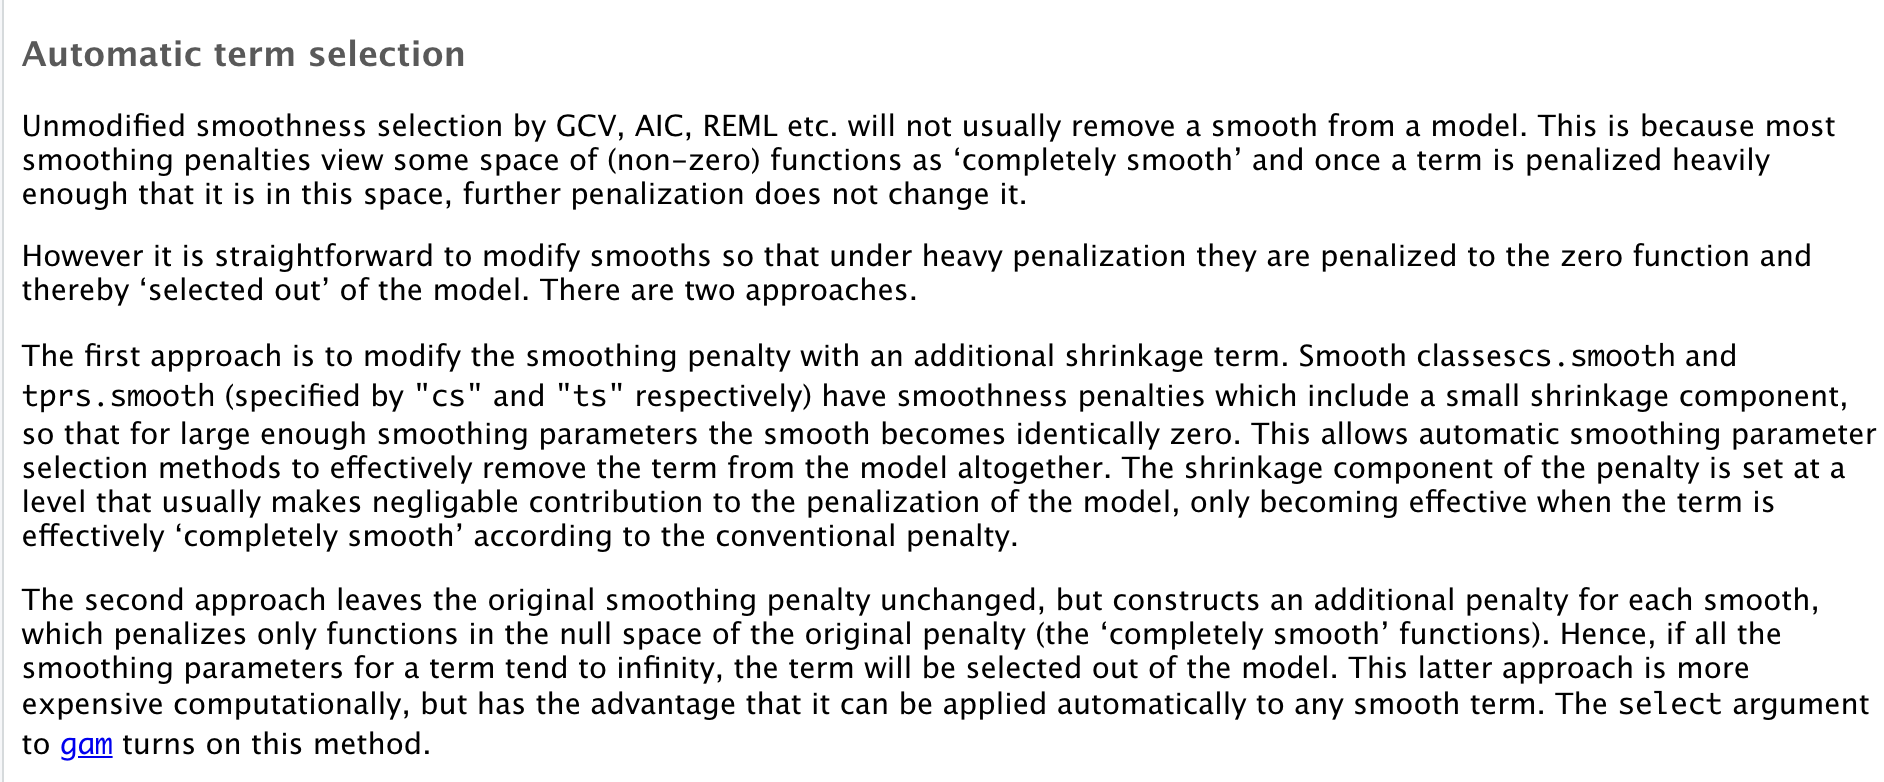 Automatic term selection
Unmodified smoothness selection by GCV, AIC, REML etc. will not usually remove a smooth from a model. This is because most
smoothing penalties view some space of (non-zero) functions as ‘completely smooth’ and once a term is penalized heavily
enough that it is in this space, further penalization does not change it.
However it is straightforward to modify smooths so that under heavy penalization they are penalized to the zero function and
thereby ‘selected out’ of the model. There are two approaches.
The first approach is to modify the smoothing penalty with an additional shrinkage term. Smooth classescs.smooth and
tprs.smooth (specified by "cs" and "ts" respectively) have smoothness penalties which include a small shrinkage component,
so that for large enough smoothing parameters the smooth becomes identically zero. This allows automatic smoothing parameter
selection methods to effectively remove the term from the model altogether. The shrinkage component of the penalty is set at a
level that usually makes negligable contribution to the penalization of the model, only becoming effective when the term is
effectively ‘completely smooth’ according to the conventional penalty.
The second approach leaves the original smoothing penalty unchanged, but constructs an additional penalty for each smooth,
which penalizes only functions in the null space of the original penalty (the ‘completely smooth’ functions). Hence, if all the
smoothing parameters for a term tend to infinity, the term will be selected out of the model. This latter approach is more
expensive computationally, but has the advantage that it can be applied automatically to any smooth term. The select argument
to gam turns on this method.